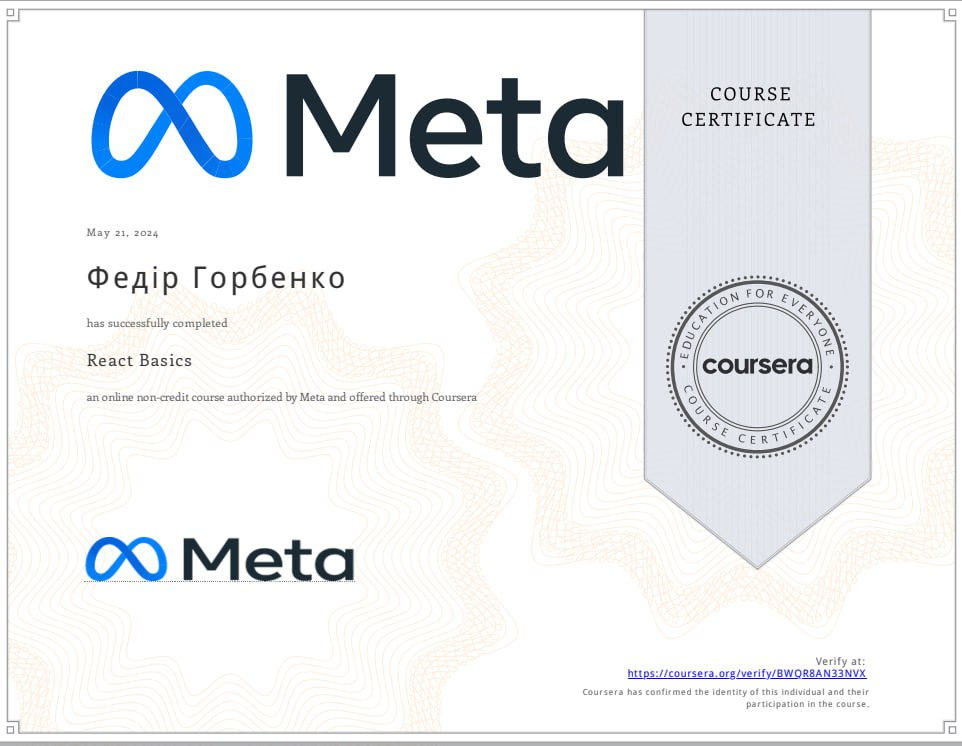 Meta
COURSE
CERTIFICATE
May 21, 2024
Федір Горбенко
has successfully completed
React Basics
an online non-credit course authorized by Meta and offered through Coursera
EDUCATION FOR EVERYONE
coursera
COURSE CERTIFICATE
Meta
Verify at:
https://coursera.org/verify/BWQR8AN33NVX
Coursera has confirmed the identity of this individual and their
participation in the course.